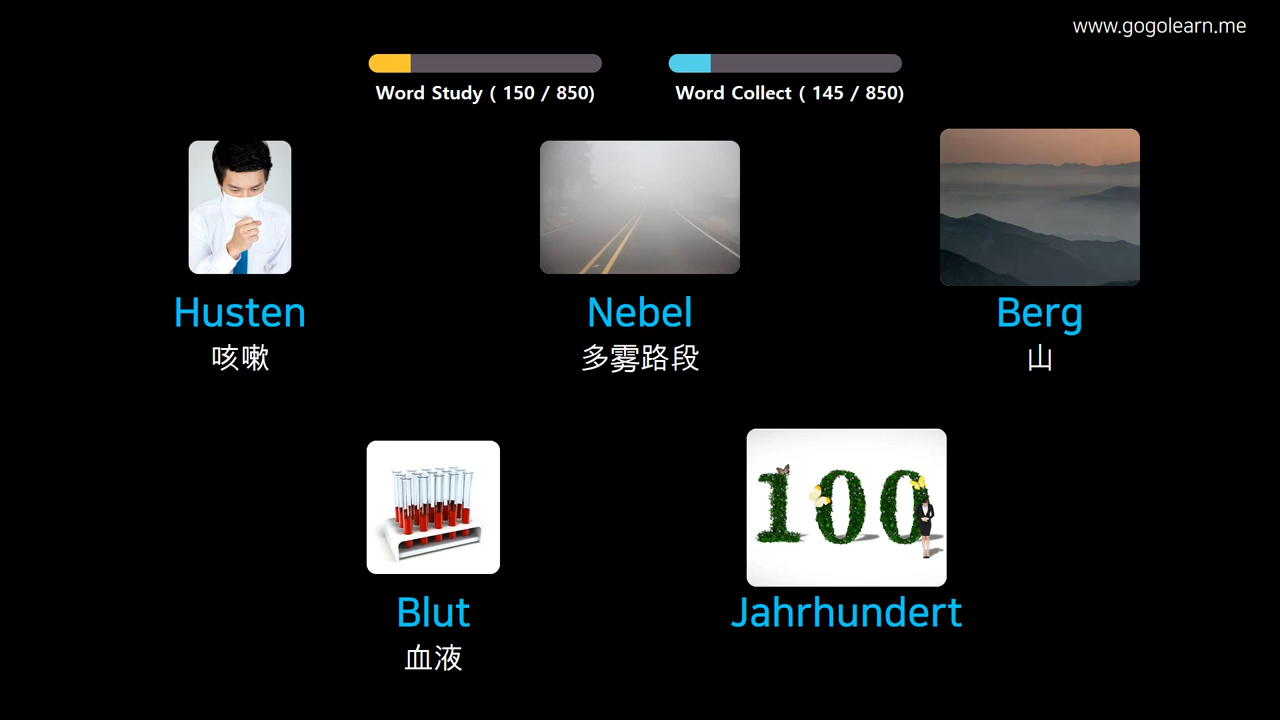 www.gogolearn.me
Word Study ( 150 / 850)
Word Collect ( 145 / 850)
Husten
咳嗽
Nebel
多雾路段
Berg
山
100
Blut
血液
Jahrhundert